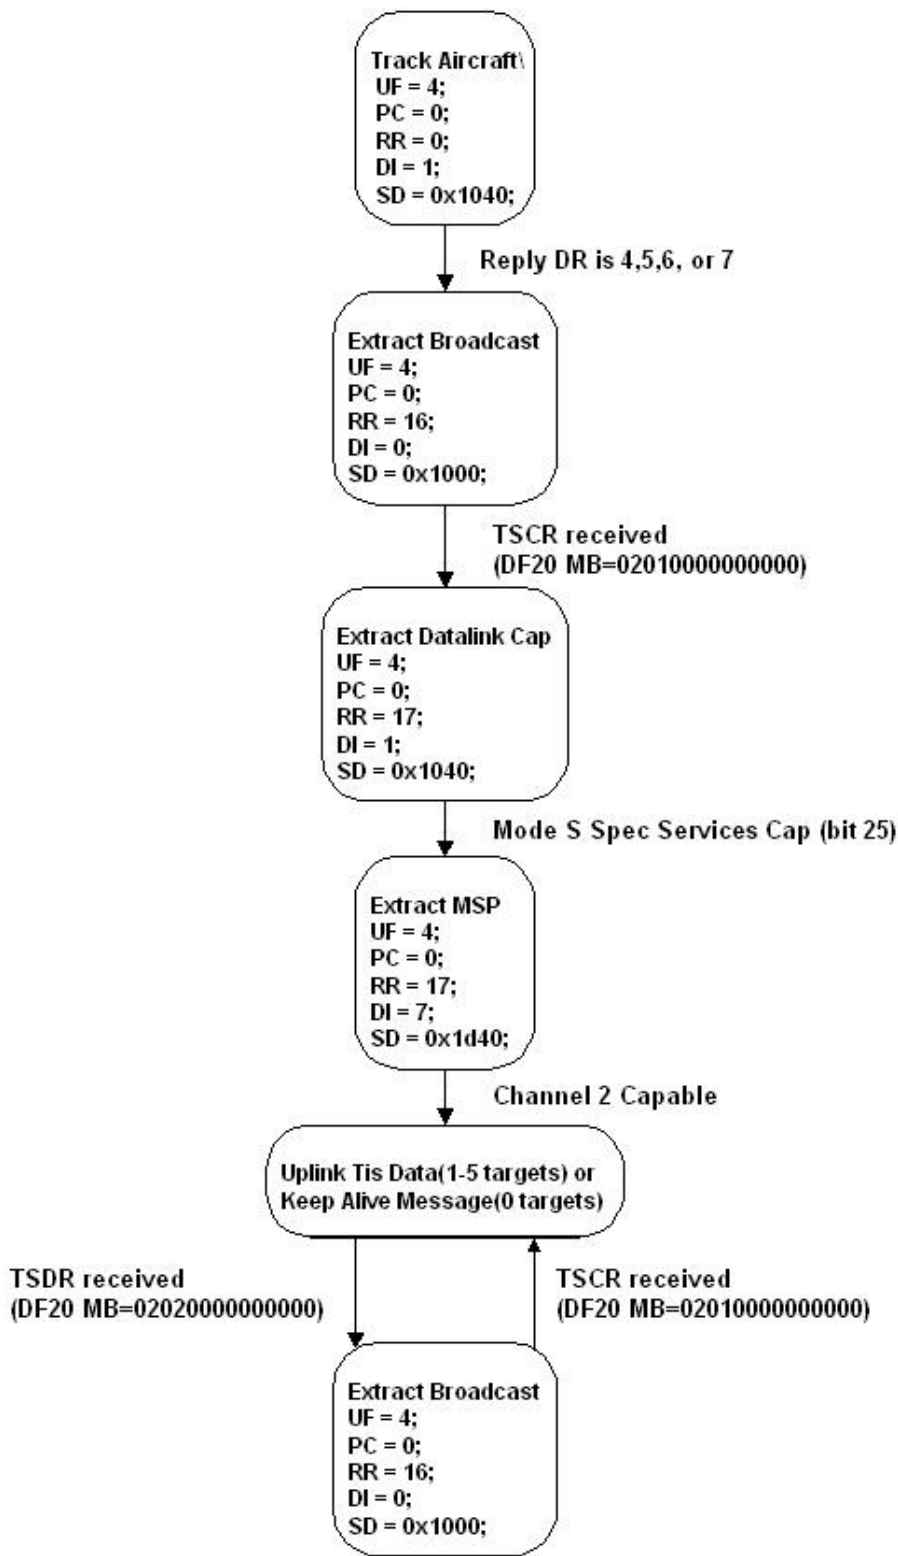 Track Aircraft\
UF = 4;
PC = 0;
RR = 0;
DI = 1;
SD = 0x1040;
Reply DR is 4,5,6, or 7
Extract Broadcast
UF = 4;
PC = 0;
RR = 16;
DI = 0;
SD = 0x1000;
TSCR received
(DF20 MB=02010000000000)
Extract Datalink Cap
UF = 4;
PC = 0;
RR = 17;
DI = 1;
SD = 0x1040;
Mode S Spec Services Cap (bit 25)
Extract MSP
UF = 4;
PC = 0;
RR = 17;
DI = 7;
SD = 0x1d40;
Channel 2 Capable
Uplink Tis Data(1-5 targets) or
Keep Alive Message(0 targets)
TSDR received
(DF20 MB=02020000000000)
TSCR received
(DF20 MB=02010000000000)
Extract Broadcast
UF = 4;
PC = 0;
RR = 16;
DI = 0;
SD = 0x1000;